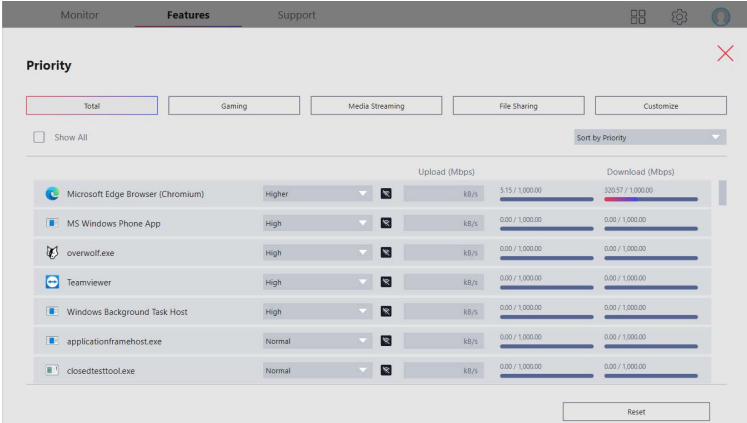 Monitor Features Support
Priority
Total Gaming Media Streaming File Sharing Customize
Show All Sort by Priority
Upload (Mbps) Download (Mbps)
Microsoft Edge Browser (Chromium) Higher kB/s 5.15 / 1,000.00 320.57 / 1,000.00
MS Windows Phone App High kB/s 0.00 / 1,000.00 0.00 / 1,000.00
overwolf.exe High kB/s 0.00 / 1,000.00 0.00 / 1,000.00
Teamviewer High kB/s 0.00 / 1,000.00 0.00 / 1,000.00
Windows Background Task Host High kB/s 0.00 / 1,000.00 0.00 / 1,000.00
applicationframehost.exe Normal kB/s 0.00 / 1,000.00 0.00 / 1,000.00
closedtesttool.exe Normal kB/s 0.00 / 1,000.00 0.00 / 1,000.00
Reset